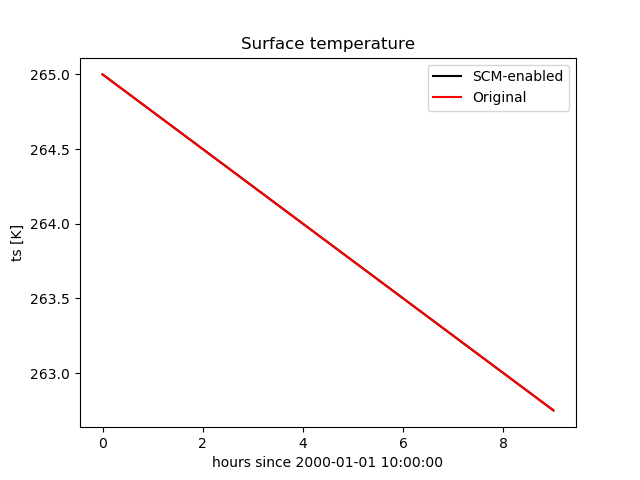 Surface temperature
SCM-enabled
Original
265.0
264.5
264.0
263.5
263.0
ts [K]
0 2 4 6 8
hours since 2000-01-01 10:00:00